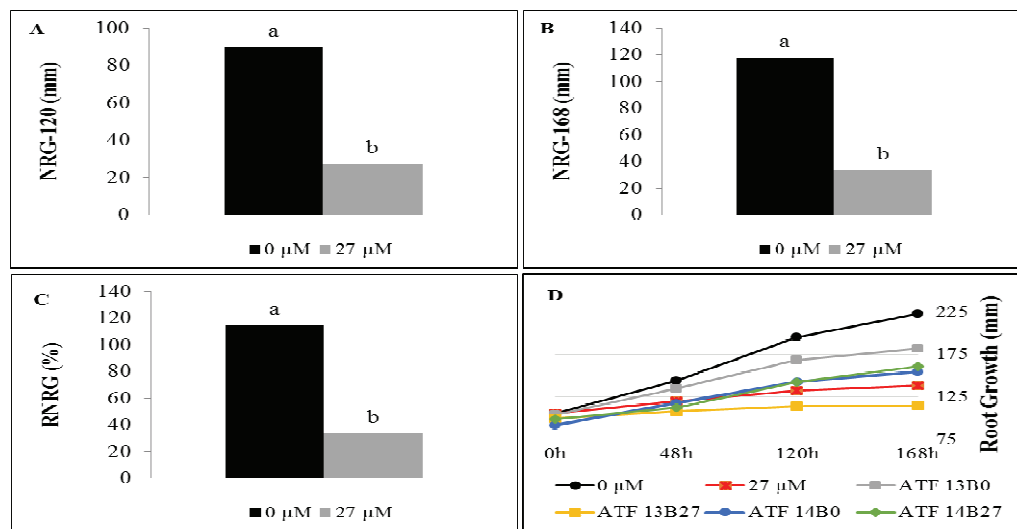 A
NRG-120 (mm)
100
80
60
40
20
0
a
b
0 µM 27 µM
B
NRG-168 (mm)
140
120
100
80
60
40
20
0
a
b
0 µM 27 µM
C
RNRG (%)
140
120
100
80
60
40
20
0
a
b
0 µM 27 µM
D
225
175
125
75
Root Growth (mm)
0h 48h 120h 168h
0 µM 27 µM ATF 13B0
ATF 13B27 ATF 14B0 ATF 14B27